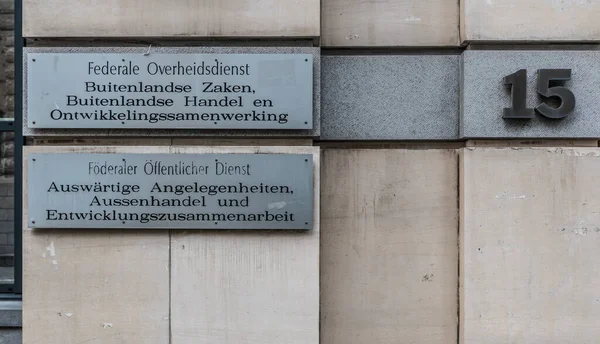 Federale Overheidsdienst
Buitenlandse Zaken,
Buitenlandse Handel en
Ontwikkelingssamenwerking
15
Föderaler Öffentlicher Dienst
Auswärtige Angelegenheiten,
Aussenhandel und
Entwicklungszusammenarbeit